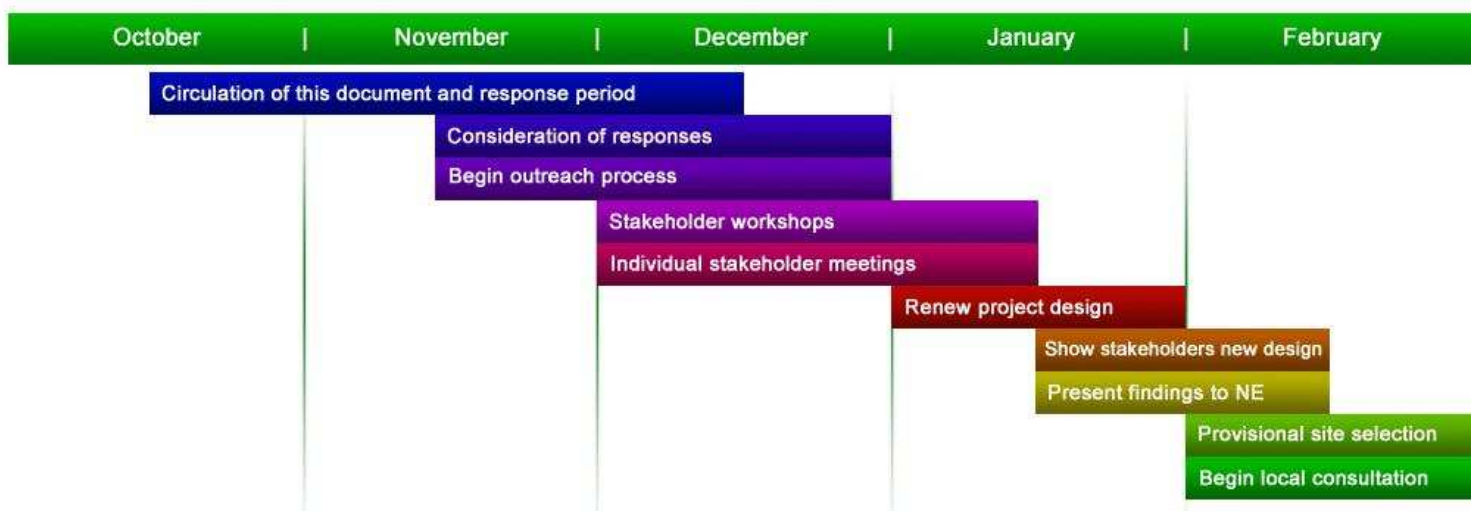 October | November | December | January | February
Circulation of this document and response period
Consideration of responses
Begin outreach process
Stakeholder workshops
Individual stakeholder meetings
Renew project design
Show stakeholders new design
Present findings to NE
Provisional site selection
Begin local consultation